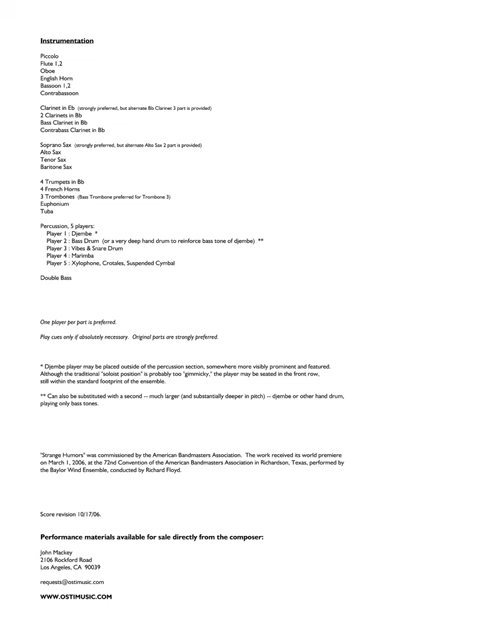 Instrumentation
Piccolo
Flute 1,2
Oboe
English Horn
Bassoon 1,2
Contrabassoon
Clarinet in Eb (strongly preferred, but alternate Bb Clarinet 3 part is provided)
2 Clarinets in Bb
Bass Clarinet in Bb
Contrabass Clarinet in Bb
Soprano Sax (strongly preferred, but alternate Alto Sax 2 part is provided)
Alto Sax
Tenor Sax
Baritone Sax
4 Trumpets in Bb
4 French Horns
3 Trombones (Bass Trombone preferred for Trombone 3)
Euphonium
Tuba
Percussion, 5 players:
Player 1 : Djembe *
Player 2 : Bass Drum (or a very deep hand drum to reinforce bass tone of djembe) **
Player 3 : Vibes & Snare Drum
Player 4 : Marimba
Player 5 : Xylophone, Crotales, Suspended Cymbal
Double Bass
One player per part is preferred.
Play cues only if absolutely necessary. Original parts are strongly preferred.
* Djembe player may be placed outside of the percussion section, somewhere more visibly prominent and featured.
Although the traditional "soloist position" is probably too "gimmicky," the player may be seated in the front row,
still within the standard footprint of the ensemble.
** Can also be substituted with a second -- much larger (and substantially deeper in pitch) -- djembe or other hand drum,
playing only bass tones.
"Strange Humors" was commissioned by the American Bandmasters Association. The work received its world premiere
on March 1, 2006, at the 72nd Convention of the American Bandmasters Association in Richardson, Texas, performed by
the Baylor Wind Ensemble, conducted by Richard Floyd.
Score revision 10/17/06.
Performance materials available for sale directly from the composer:
John Mackey
2106 Rockford Road
Los Angeles, CA 90039
requests@ostimusic.com
WWW.OSTIMUSIC.COM